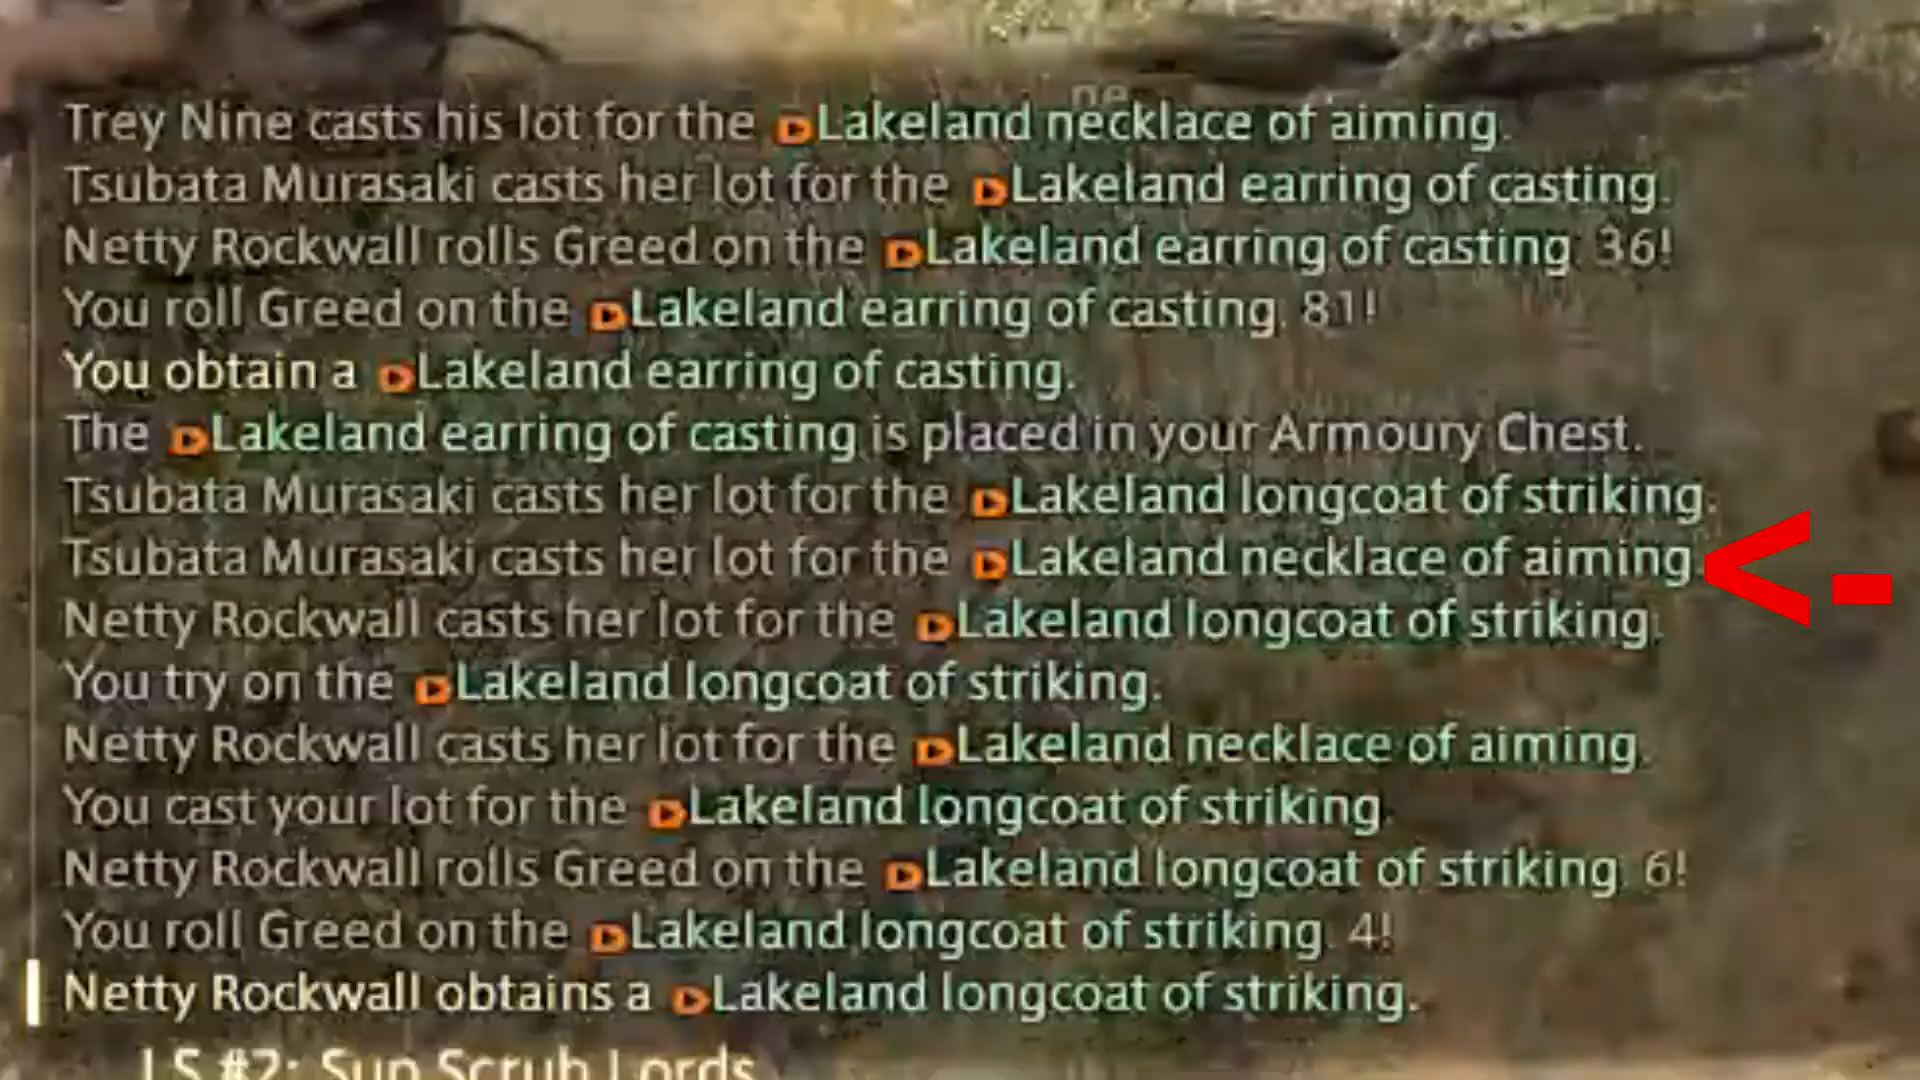 ne
Trey Nine casts his lot for the Lakeland necklace of aiming.
Tsubata Murasaki casts her lot for the Lakeland earring of casting.
Netty Rockwall rolls Greed on the Lakeland earring of casting. 36!
You roll Greed on the Lakeland earring of casting. 81!
You obtain a Lakeland earring of casting.
The Lakeland earring of casting is placed in your Armoury Chest.
Tsubata Murasaki casts her lot for the Lakeland longcoat of striking.
Tsubata Murasaki casts her lot for the Lakeland necklace of aiming. <-
Netty Rockwall casts her lot for the Lakeland longcoat of striking.
You try on the Lakeland longcoat of striking.
Netty Rockwall casts her lot for the Lakeland necklace of aiming.
You cast your lot for the Lakeland longcoat of striking.
Netty Rockwall rolls Greed on the Lakeland longcoat of striking. 6!
You roll Greed on the Lakeland longcoat of striking. 4!
Netty Rockwall obtains a Lakeland longcoat of striking.
LS #2: Sun Scrub Lords